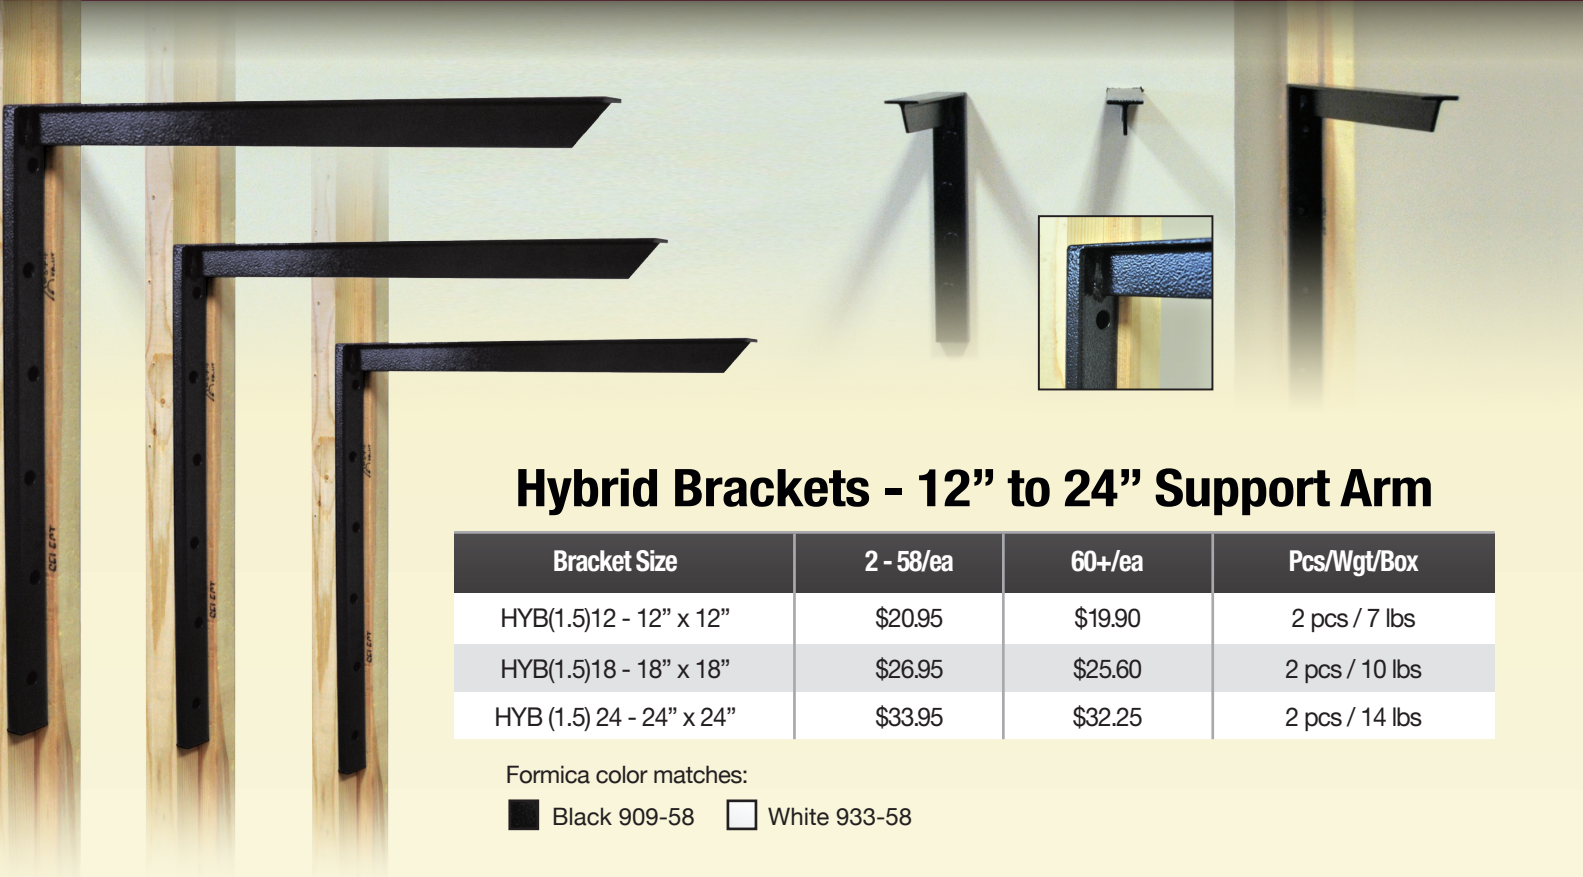 Hybrid Brackets - 12” to 24” Support Arm
Bracket Size 2 - 58/ea 60+/ea Pcs/Wgt/Box
HYB(1.5)12 - 12” x 12” $20.95 $19.90 2 pcs / 7 lbs
HYB(1.5)18 - 18” x 18” $26.95 $25.60 2 pcs / 10 lbs
HYB (1.5) 24 - 24” x 24” $33.95 $32.25 2 pcs / 14 lbs
Formica color matches:
Black 909-58 White 933-58